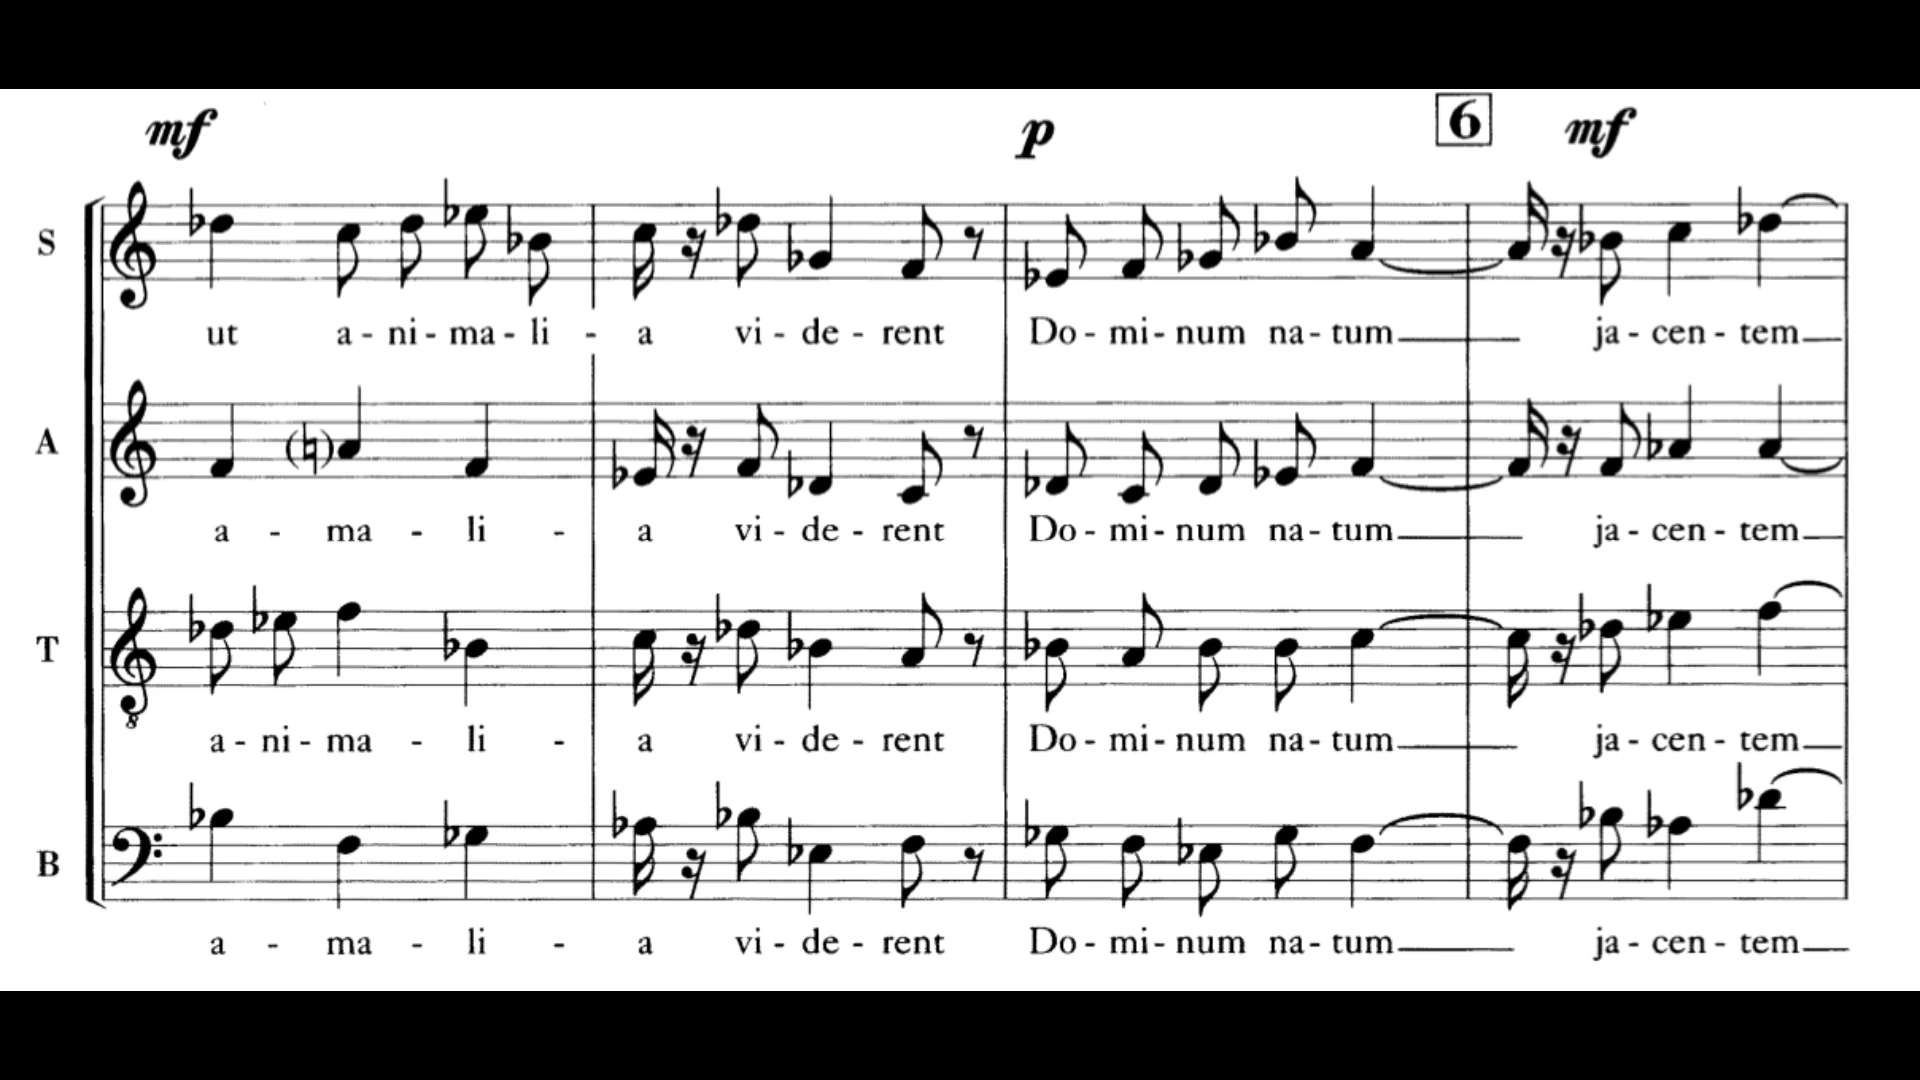 mf p 6 mf
S
ut a - ni - ma - li - a vi - de - rent Do - mi - num na - tum ja - cen - tem
A
a - ma - li - a vi - de - rent Do - mi - num na - tum ja - cen - tem
T
8
a - ni - ma - li - a vi - de - rent Do - mi - num na - tum ja - cen - tem
B
a - ma - li - a vi - de - rent Do - mi - num na - tum ja - cen - tem